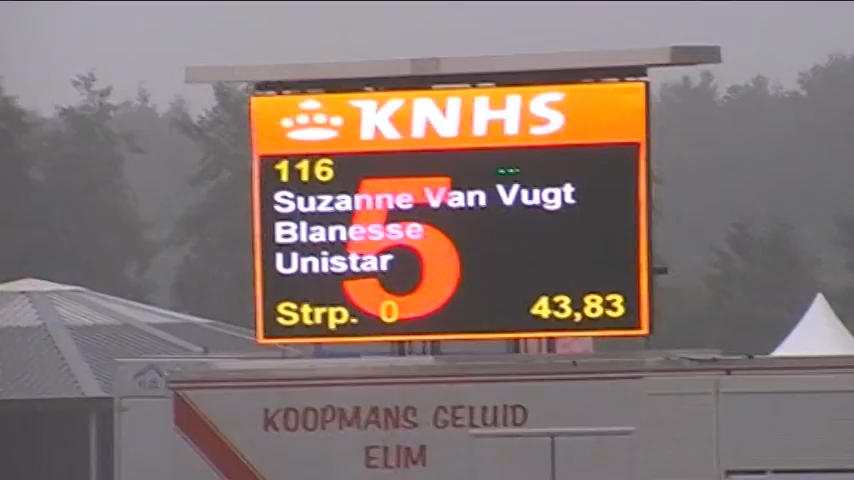 KNHS
116
Suzanne Van Vugt
Blanesse
Unistar
5
Strp. 0 43,83
KOOPMANS GELUID
ELIM